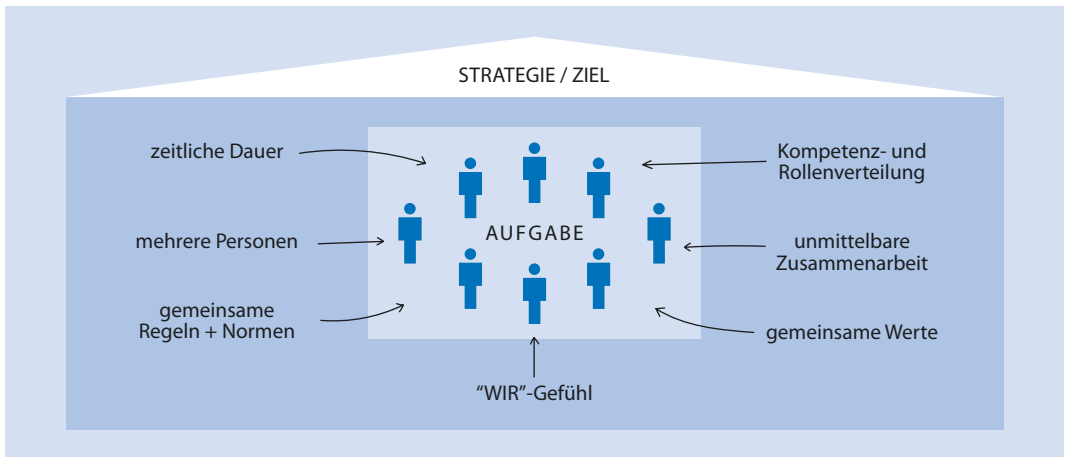 STRATEGIE / ZIEL
zeitliche Dauer
Kompetenz- und
Rollenverteilung
mehrere Personen
AUFGABE
unmittelbare
Zusammenarbeit
gemeinsame
Regeln + Normen
gemeinsame Werte
“WIR”-Gefühl